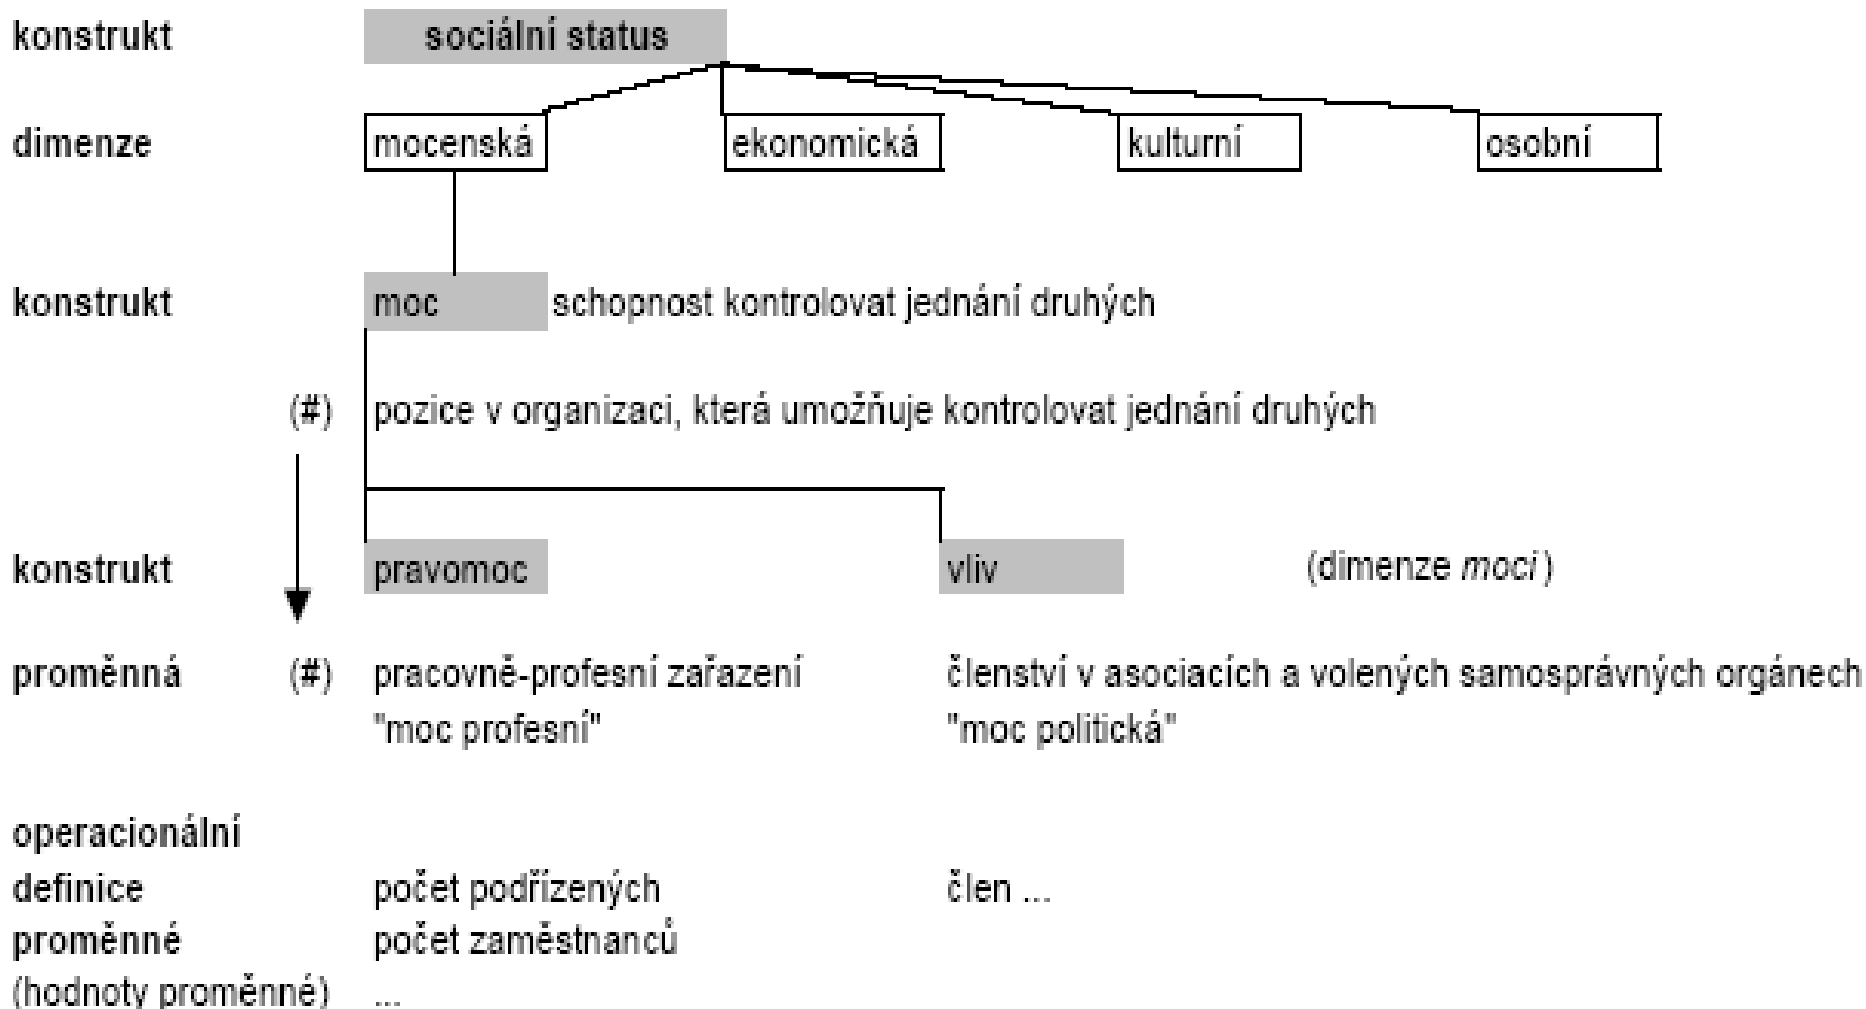 konstrukt sociální status
dimenze mocenská ekonomická kulturní osobní
konstrukt moc schopnost kontrolovat jednání druhých
(#) pozice v organizaci, která umožňuje kontrolovat jednání druhých
konstrukt pravomoc vliv (dimenze moci)
proměnná (#) pracovně-profesní zařazení členství v asociacích a volených samosprávných orgánech
"moc profesní" "moc politická"
operacionální
definice počet podřízených člen ...
proměnné počet zaměstnanců
(hodnoty proměnné) ...